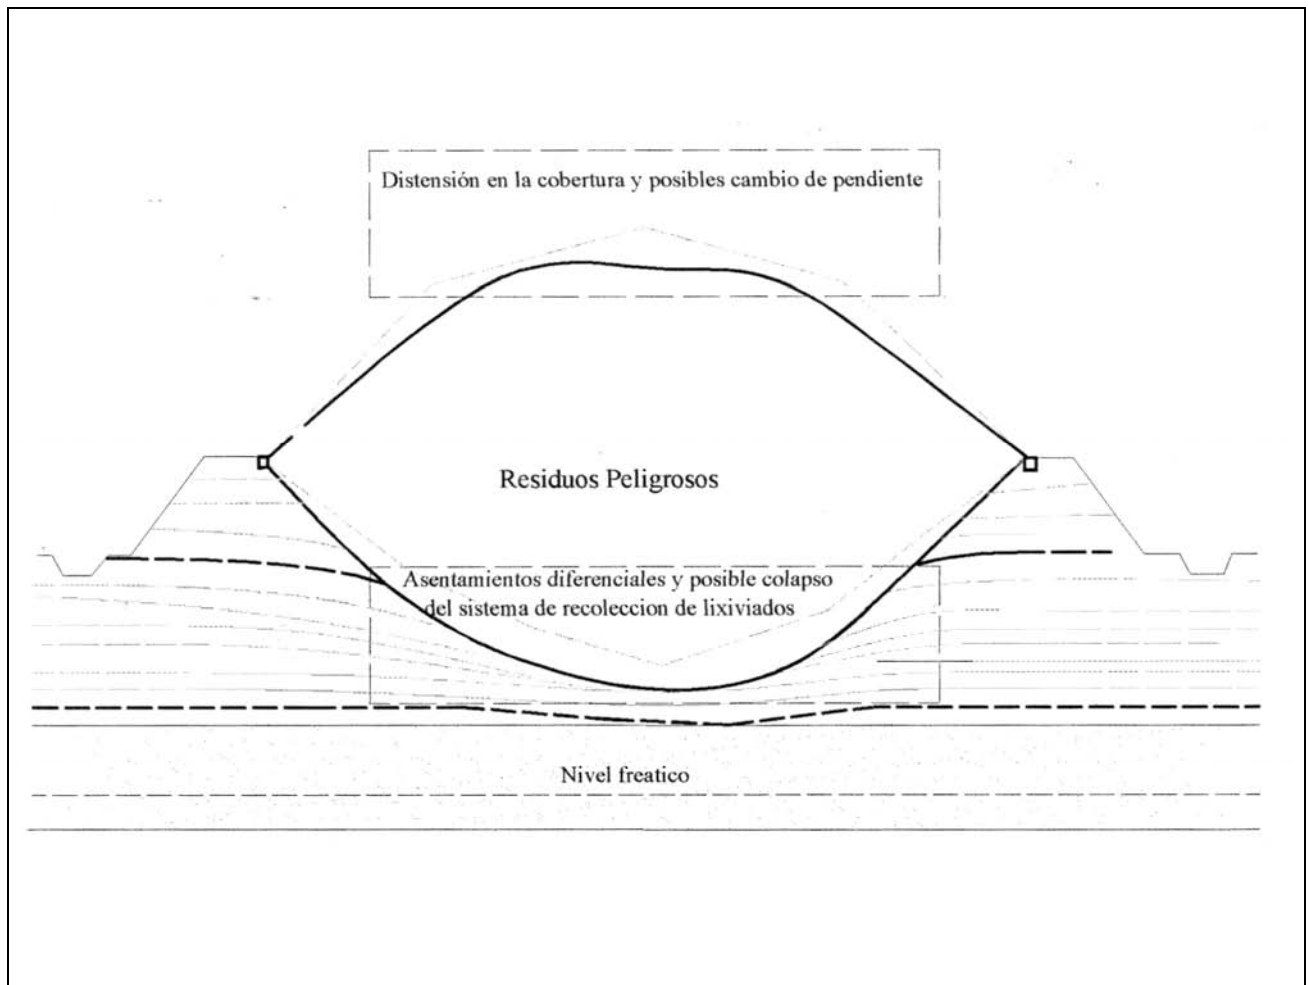 Distensión en la cobertura y posibles cambio de pendiente
Residuos Peligrosos
Asentamientos diferenciales y posible colapso
del sistema de recoleccion de lixiviados
Nivel freatico